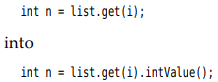 int n = list.get(i);
into
int n = list.get(i).intValue();